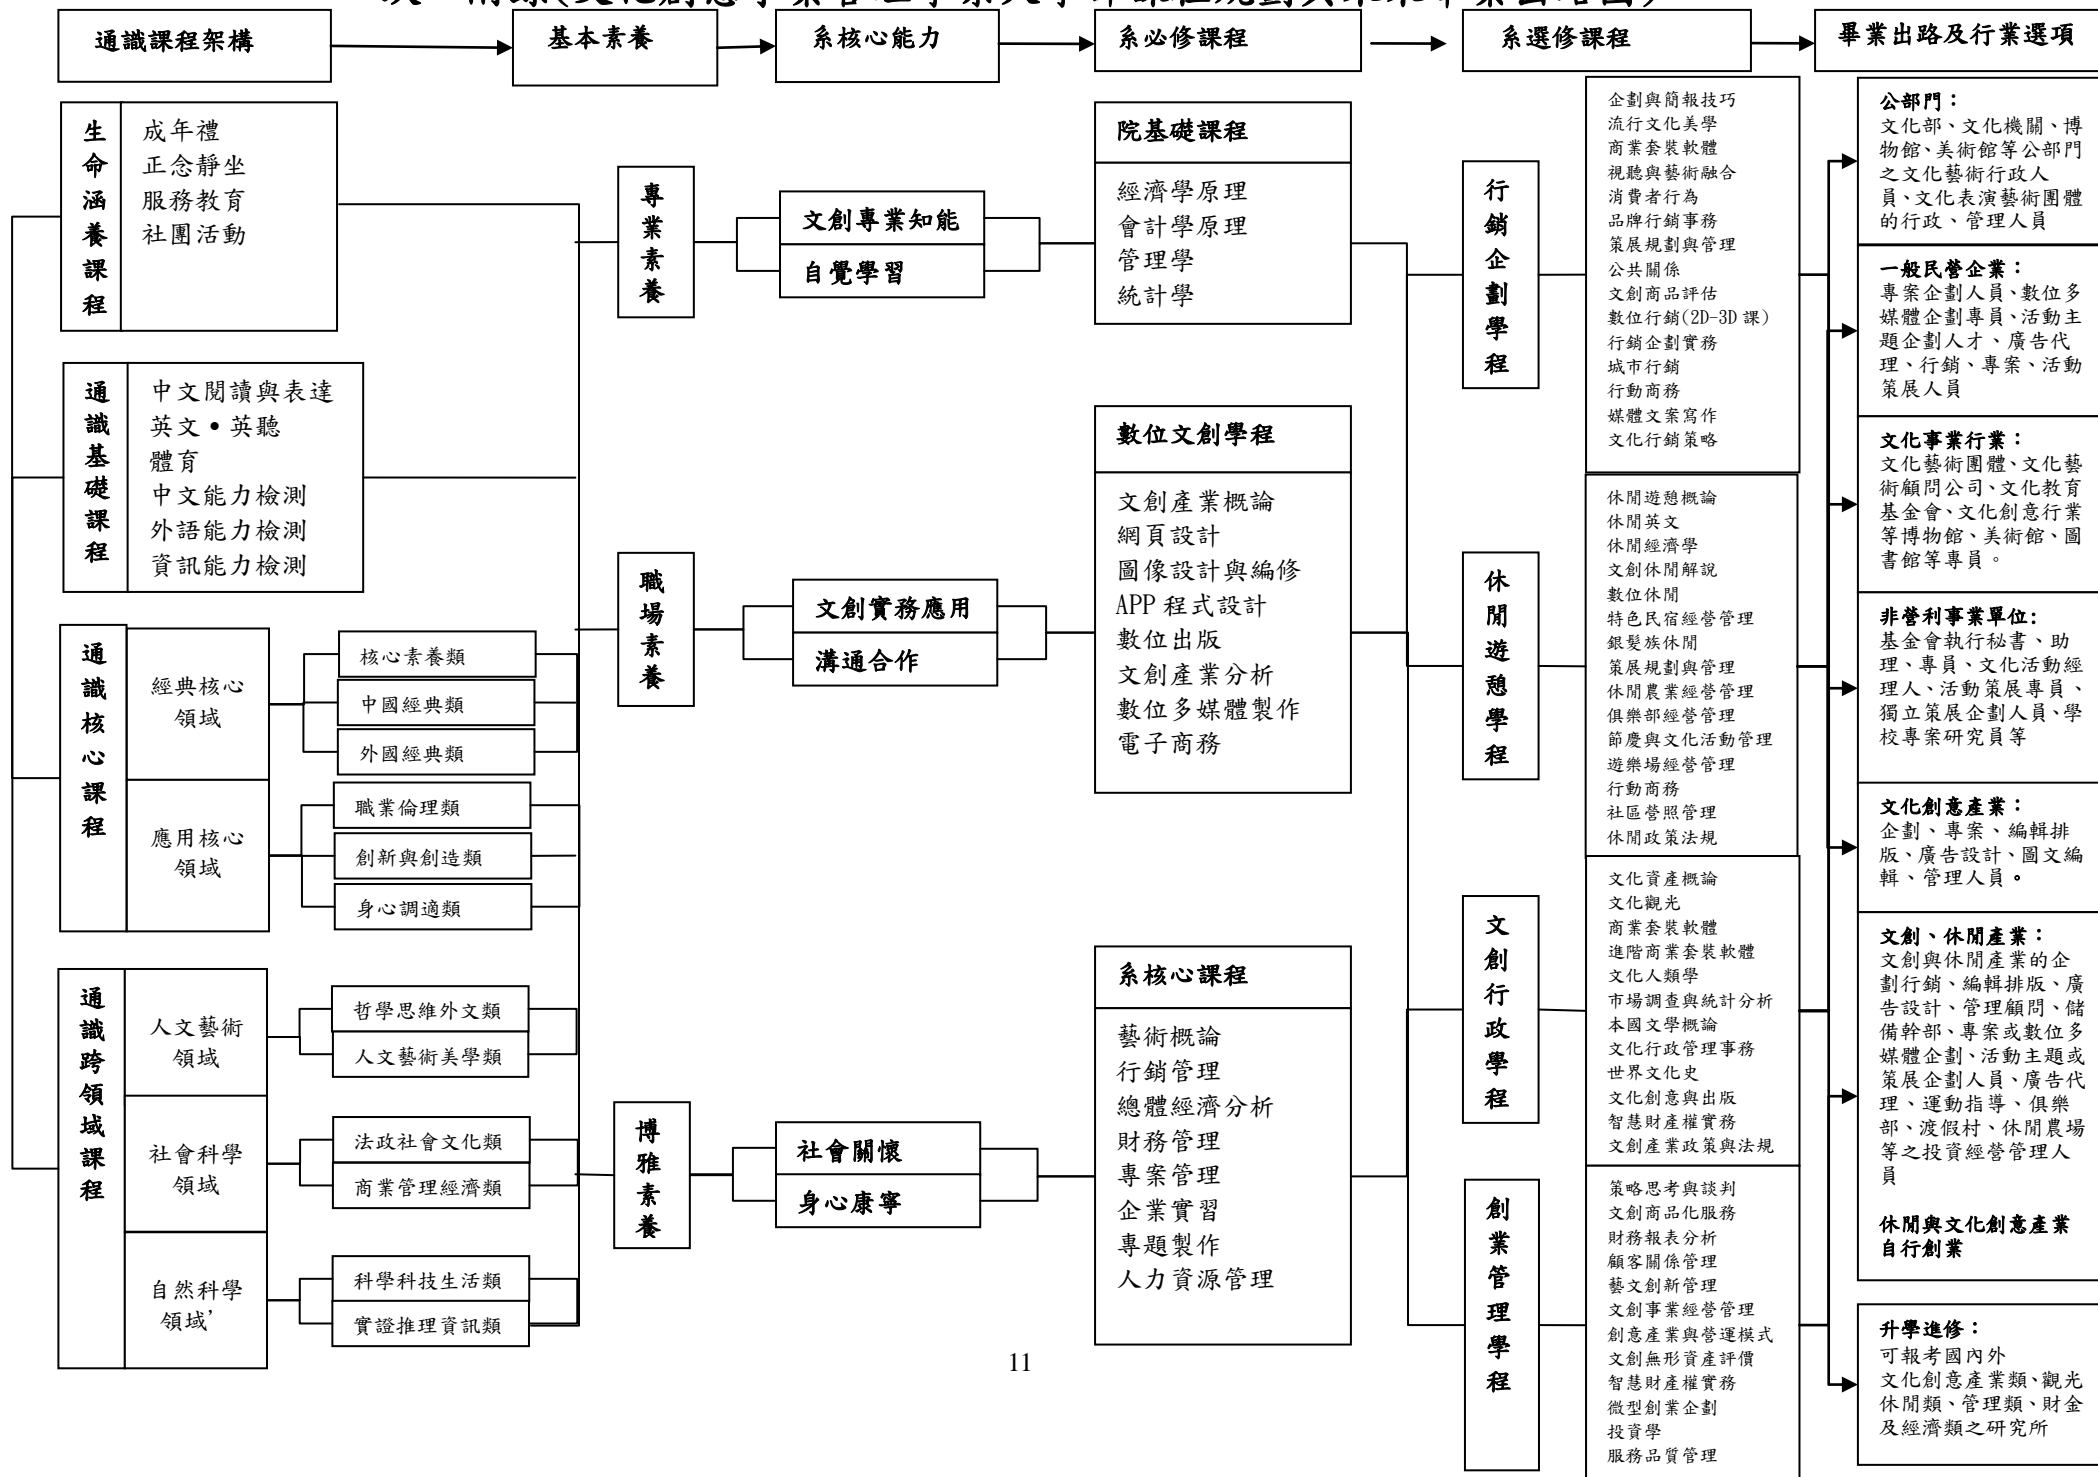 通識課程架構
基本素養
系核心能力
系必修課程
系選修課程
畢業出路及行業選項
生命涵養課程
成年禮
正念靜坐
服務教育
社團活動
通識基礎課程
中文閱讀與表達
英文•英聽
體育
中文能力檢測
外語能力檢測
資訊能力檢測
通識核心課程
經典核心
領域
核心素養類
中國經典類
外國經典類
應用核心
領域
職業倫理類
創新與創造類
身心調適類
通識跨領域課程
人文藝術
領域
哲學思維外文類
人文藝術美學類
社會科學
領域
法政社會文化類
商業管理經濟類
自然科學
領域'
科學科技生活類
實證推理資訊類
專業素養
職場素養
博雅素養
文創專業知能
自覺學習
文創實務應用
溝通合作
社會關懷
身心康寧
院基礎課程
經濟學原理
會計學原理
管理學
統計學
數位文創學程
文創產業概論
網頁設計
圖像設計與編修
APP 程式設計
數位出版
文創產業分析
數位多媒體製作
電子商務
系核心課程
藝術概論
行銷管理
總體經濟分析
財務管理
專案管理
企業實習
專題製作
人力資源管理
行銷企劃學程
企劃與簡報技巧
流行文化美學
商業套裝軟體
視聽與藝術融合
消費者行為
品牌行銷事務
策展規劃與管理
公共關係
文創商品評估
數位行銷(2D-3D 課)
行銷企劃實務
城市行銷
行動商務
媒體文案寫作
文化行銷策略
休閒遊憩學程
休閒遊憩概論
休閒英文
休閒經濟學
文創休閒解說
數位休閒
特色民宿經營管理
銀髮族休閒
策展規劃與管理
休閒農業經營管理
俱樂部經營管理
節慶與文化活動管理
遊樂場經營管理
行動商務
社區營照管理
休閒政策法規
文創行政學程
文化資產概論
文化觀光
商業套裝軟體
進階商業套裝軟體
文化人類學
市場調查與統計分析
本國文學概論
文化行政管理事務
世界文化史
文化創意與出版
智慧財產權實務
文創產業政策與法規
創業管理學程
策略思考與談判
文創商品化服務
財務報表分析
顧客關係管理
藝文創新管理
文創事業經營管理
創意產業與營運模式
文創無形資產評價
智慧財產權實務
微型創業企劃
投資學
服務品質管理
公部門：
文化部、文化機關、博
物館、美術館等公部門
之文化藝術行政人
員、文化表演藝術團體
的行政、管理人員
一般民營企業：
專案企劃人員、數位多
媒體企劃專員、活動主
題企劃人才、廣告代
理、行銷、專案、活動
策展人員
文化事業行業：
文化藝術團體、文化藝
術顧問公司、文化教育
基金會、文化創意行業
等博物館、美術館、圖
書館等專員。
非營利事業單位:
基金會執行秘書、助
理、專員、文化活動經
理人、活動策展專員、
獨立策展企劃人員、學
校專案研究員等
文化創意產業：
企劃、專案、編輯排
版、廣告設計、圖文編
輯、管理人員。
文創、休閒產業：
文創與休閒產業的企
劃行銷、編輯排版、廣
告設計、管理顧問、儲
備幹部、專案或數位多
媒體企劃、活動主題或
策展企劃人員、廣告代
理、運動指導、俱樂
部、渡假村、休閒農場
等之投資經營管理人
員
休閒與文化創意產業
自行創業
升學進修：
可報考國內外
文化創意產業類、觀光
休閒類、管理類、財金
及經濟類之研究所
11